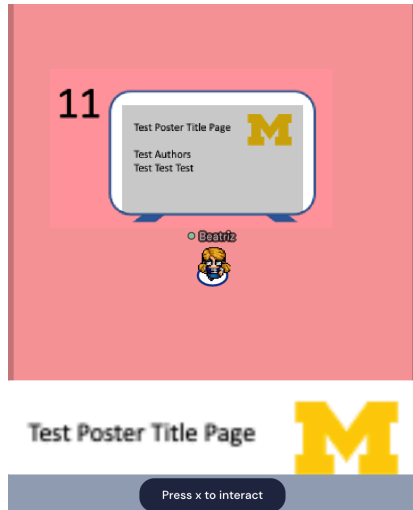 11
Test Poster Title Page
M
Test Authors
Test Test Test
Beatriz
Test Poster Title Page
M
Press x to interact